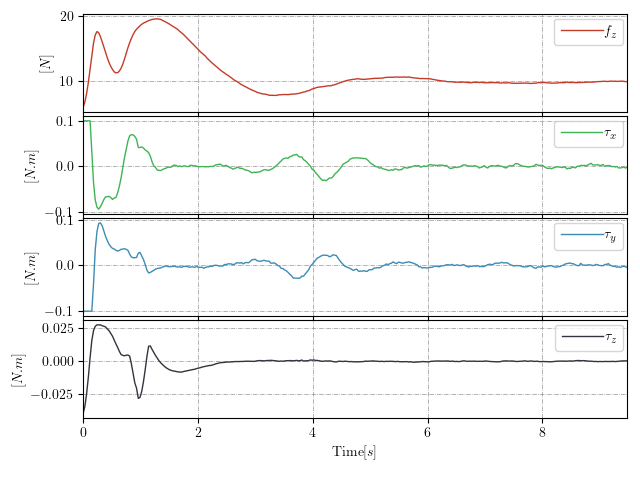 20
10
[N]
f_z
0.1
0.0
−0.1
[N.m]
τ_x
0.1
0.0
−0.1
[N.m]
τ_y
0.025
0.000
−0.025
[N.m]
τ_z
0 2 4 6 8
Time[s]